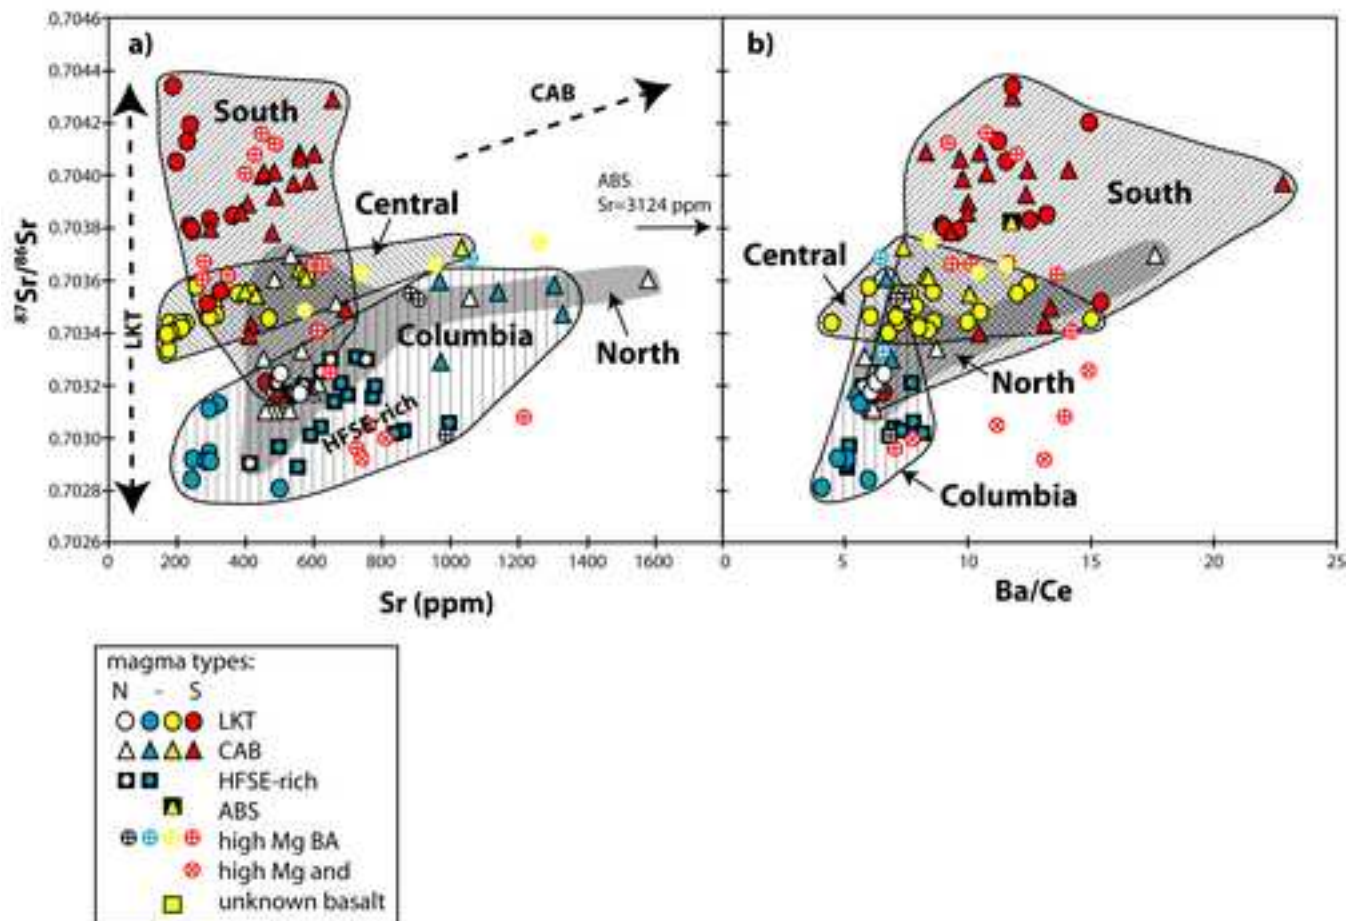 a)
b)
0.7046
0.7044
0.7042
0.7040
0.7038
0.7036
0.7034
0.7032
0.7030
0.7028
0.7026
87Sr/86Sr
LKT
South
CAB
Central
ABS
Sr=3124 ppm
Columbia
North
HFSE-rich
0 200 400 600 800 1000 1200 1400 1600
Sr (ppm)
South
Central
North
Columbia
0 5 10 15 20 25
Ba/Ce
magma types:
N - S
LKT
CAB
HFSE-rich
ABS
high Mg BA
high Mg and
unknown basalt